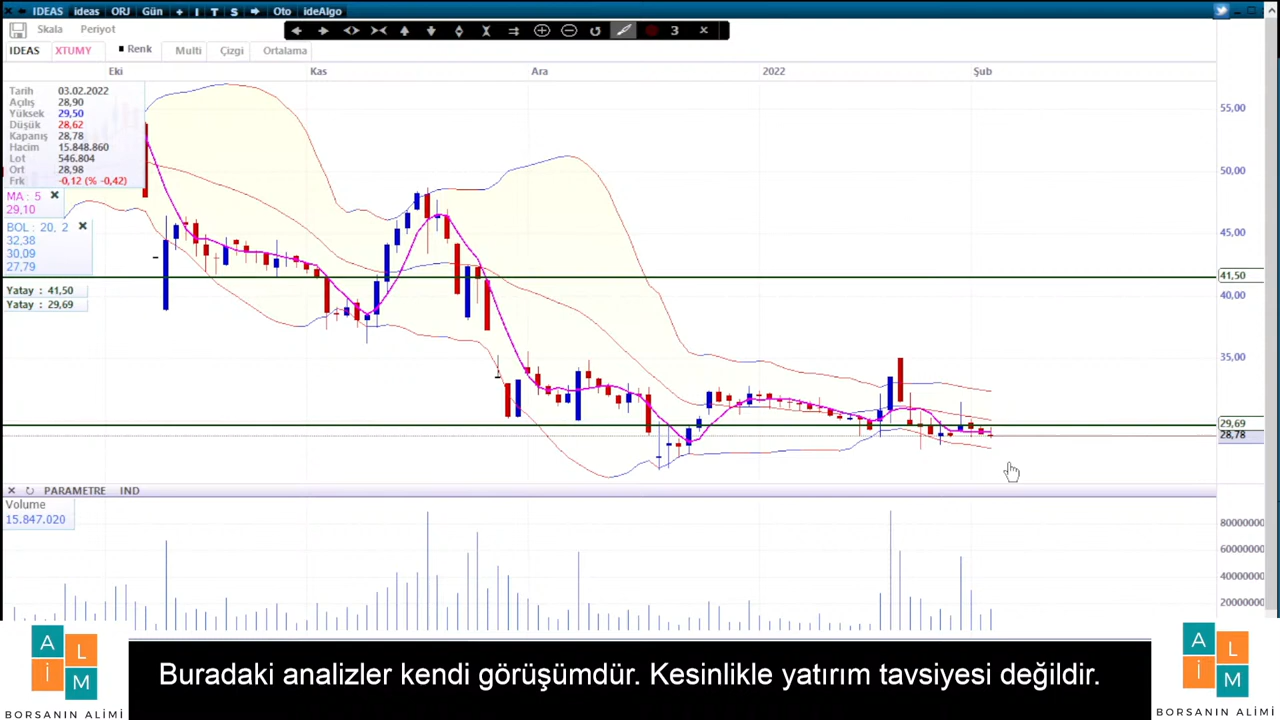 IDEAS ideas ORJ Gün + I T S Oto ideAlgo
Skala Periyot
3 x
IDEAS XTUMY Renk Multi Çizgi Ortalama
Eki Kas Ara 2022 Şub
Tarih 03.02.2022
Açılış 28,90
Yüksek 29,50
Düşük 28,62
Kapanış 28,78
Hacim 15.848.860
Lot 546.804
Ort 28,98
Frk -0,12 (% -0,42)
MA : 5
29,10
BOL : 20, 2
32,38
30,09
27,79
Yatay : 41,50
Yatay : 29,69
55,00
50,00
45,00
41,50
40,00
35,00
29,69
28,78
PARAMETRE IND
Volume
15.847.020
80000000
60000000
40000000
20000000
A L İ M
BORSANIN ALİMİ
Buradaki analizler kendi görüşümdür. Kesinlikle yatırım tavsiyesi değildir.
A L İ M
BORSANIN ALİMİ